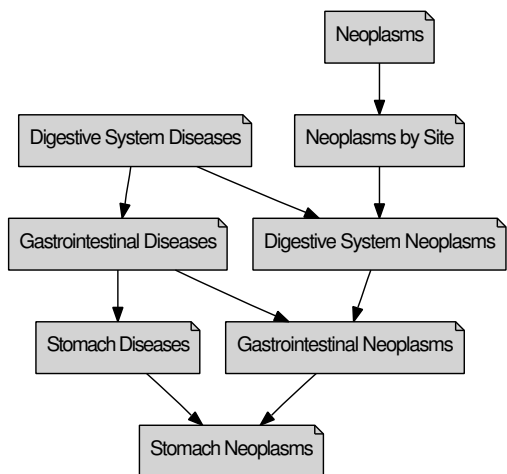 Neoplasms
Digestive System Diseases
Neoplasms by Site
Gastrointestinal Diseases
Digestive System Neoplasms
Stomach Diseases
Gastrointestinal Neoplasms
Stomach Neoplasms